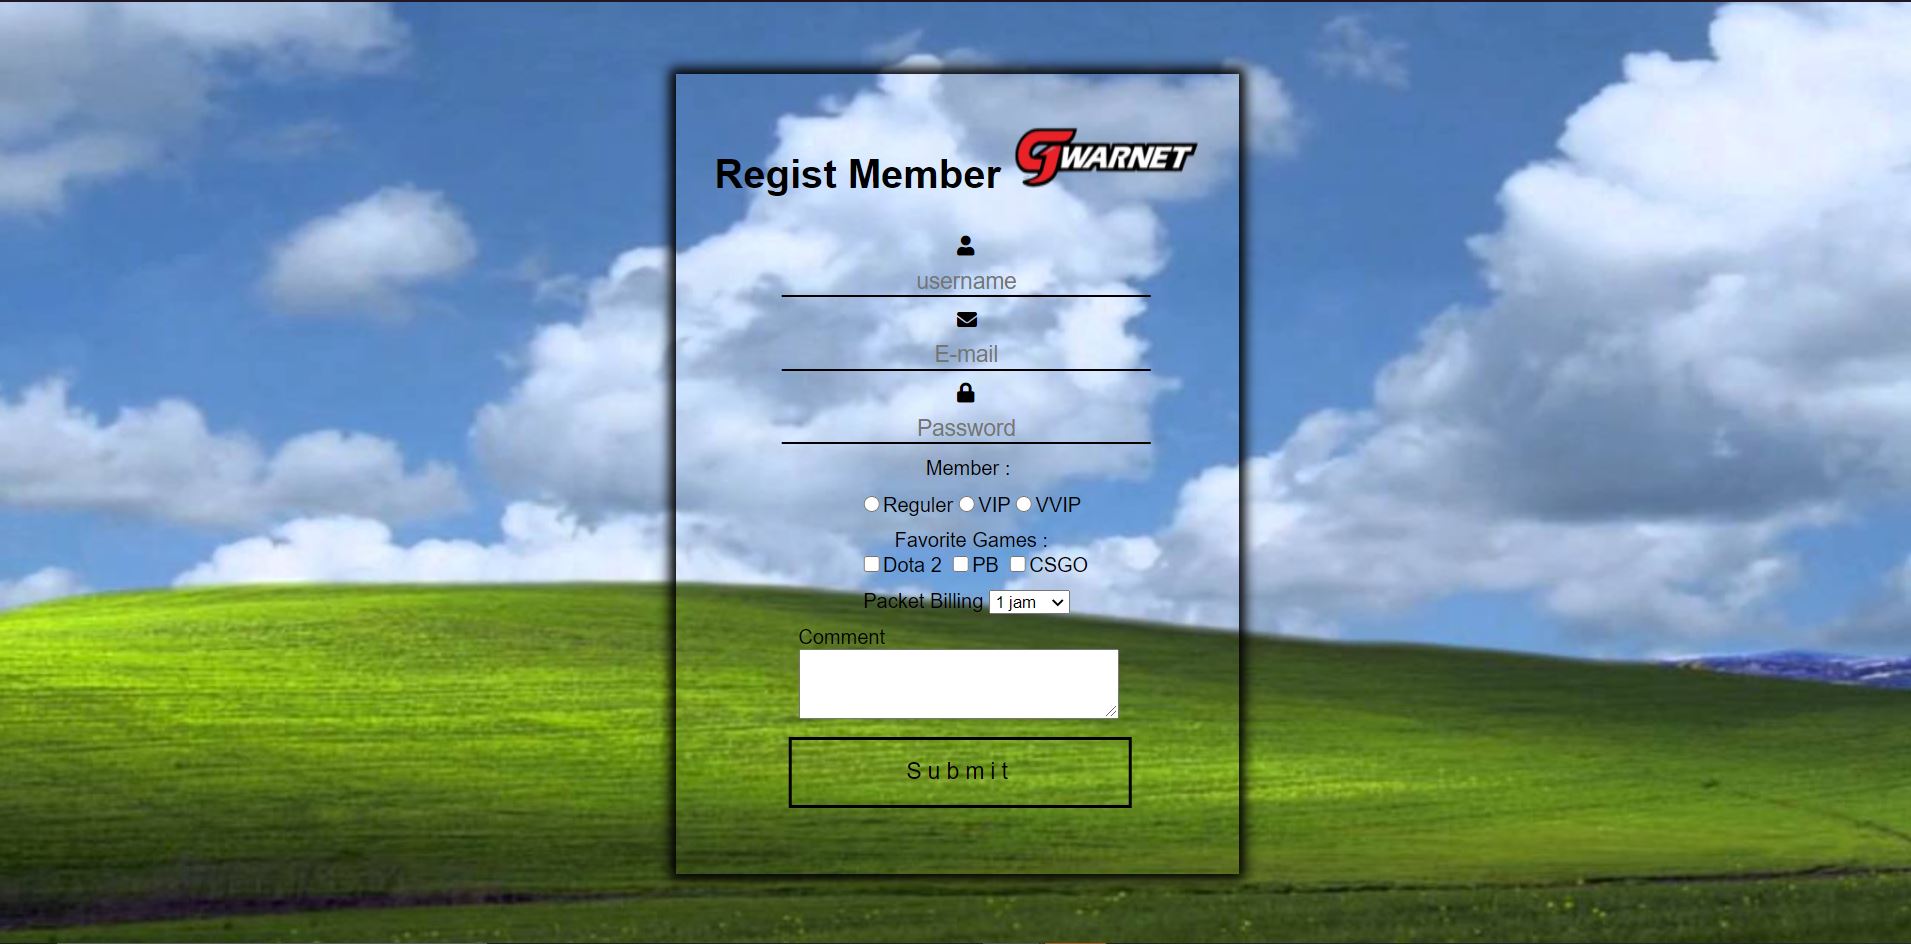 Regist Member GWARNET
username
E-mail
Password
Member :
Reguler VIP VVIP
Favorite Games :
Dota 2 PB CSGO
Packet Billing 1 jam
Comment
Submit